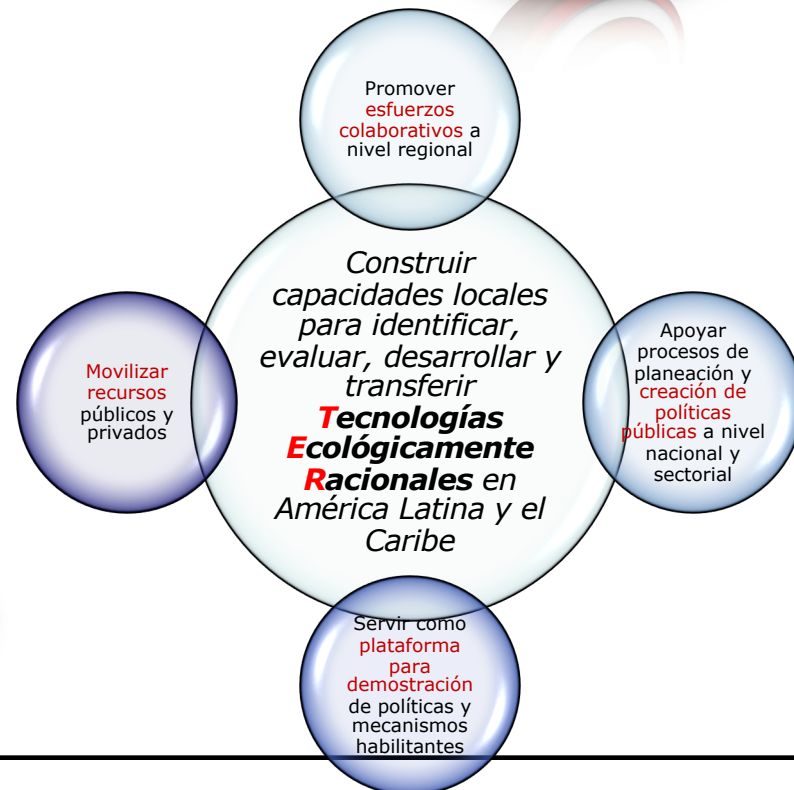 Promover
esfuerzos
colaborativos a
nivel regional
Construir
capacidades locales
para identificar,
evaluar, desarrollar y
transferir
Tecnologías
Ecológicamente
Racionales en
América Latina y el
Caribe
Movilizar
recursos
públicos y
privados
Apoyar
procesos de
planeación y
creación de
políticas
públicas a nivel
nacional y
sectorial
Servir como
plataforma
para
demostración
de políticas y
mecanismos
habilitantes